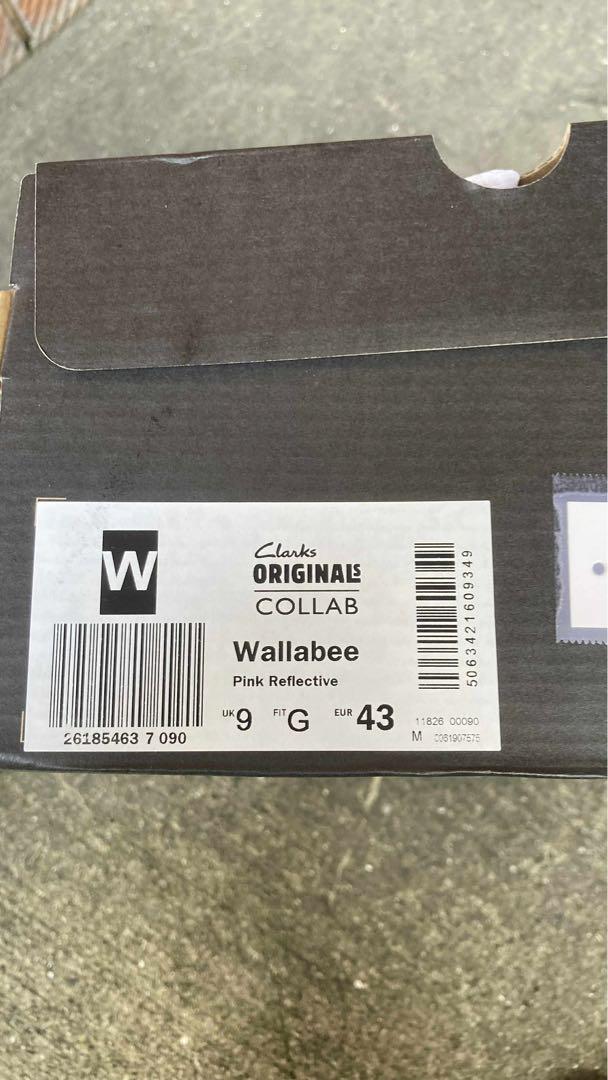 W
Clarks
ORIGINALS
COLLAB
Wallabee
Pink Reflective
26185463 7 090
UK 9 FIT G EUR 43
5063421609349
11826 00090
M